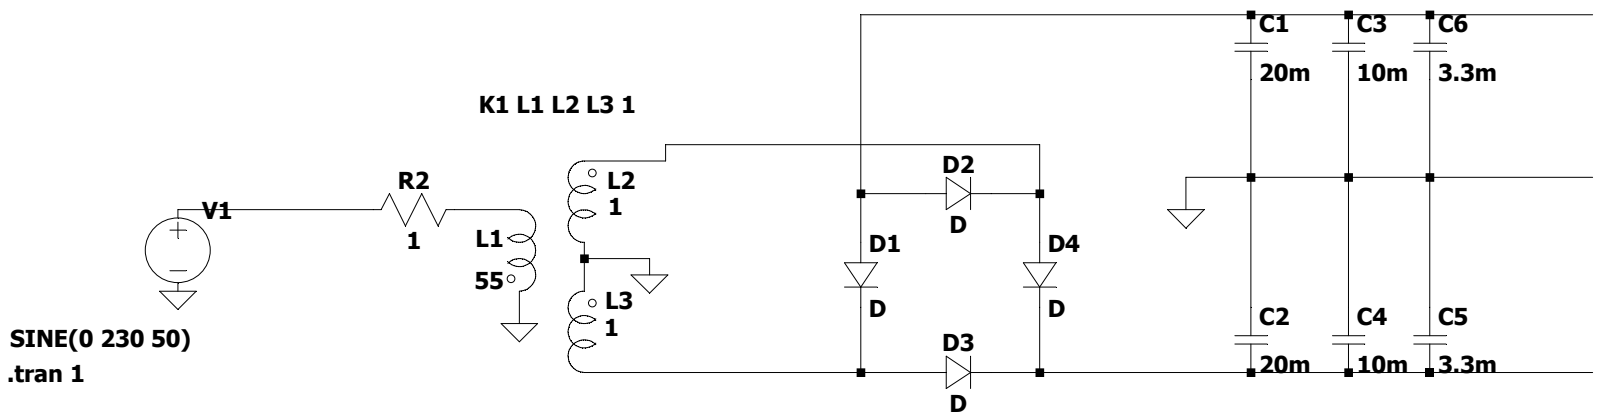 C1
C3
C6
20m
10m
3.3m
K1 L1 L2 L3 1
D2
R2
L2
V1
1
D
1
L1
D1
D4
55
L3
1
D
D
C2
C4
C5
SINE(0 230 50)
D3
20m
10m
3.3m
.tran 1
D